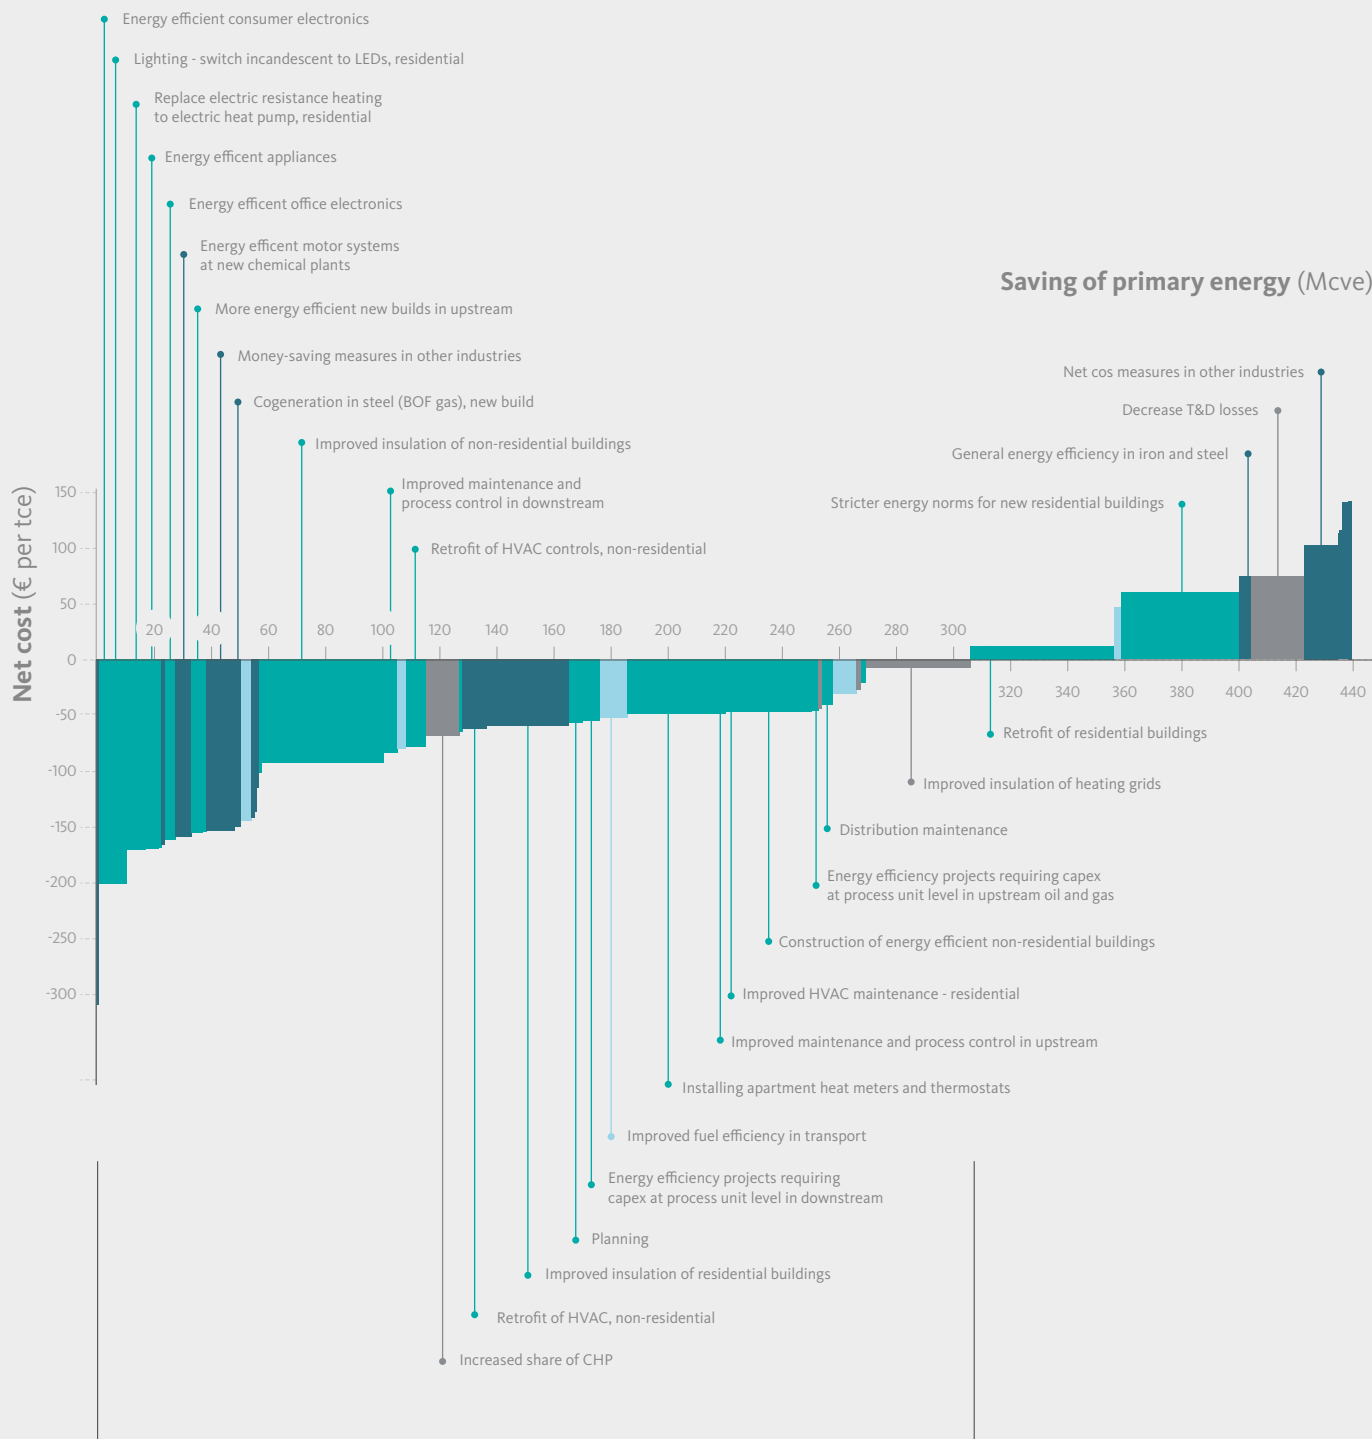 Energy efficient consumer electronics
Lighting - switch incandescent to LEDs, residential
Replace electric resistance heating
to electric heat pump, residential
Energy efficent appliances
Energy efficent office electronics
Energy efficent motor systems
at new chemical plants
More energy efficient new builds in upstream
Money-saving measures in other industries
Cogeneration in steel (BOF gas), new build
Improved insulation of non-residential buildings
Improved maintenance and
process control in downstream
Retrofit of HVAC controls, non-residential
Saving of primary energy (Mcve)
Net cos measures in other industries
Decrease T&D losses
General energy efficiency in iron and steel
Stricter energy norms for new residential buildings
Net cost (€ per tce)
150
100
50
0
-50
-100
-150
-200
-250
-300
20 40 60 80 100 120 140 160 180 200 220 240 260 280 300
320 340 360 380 400 420 440
Retrofit of residential buildings
Improved insulation of heating grids
Distribution maintenance
Energy efficiency projects requiring capex
at process unit level in upstream oil and gas
Construction of energy efficient non-residential buildings
Improved HVAC maintenance - residential
Improved maintenance and process control in upstream
Installing apartment heat meters and thermostats
Improved fuel efficiency in transport
Energy efficiency projects requiring
capex at process unit level in downstream
Planning
Improved insulation of residential buildings
Retrofit of HVAC, non-residential
Increased share of CHP